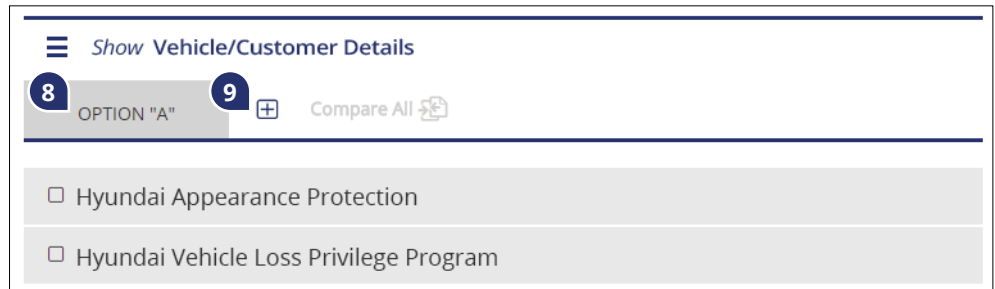 Show Vehicle/Customer Details
8 9
OPTION "A" Compare All
Hyundai Appearance Protection
Hyundai Vehicle Loss Privilege Program